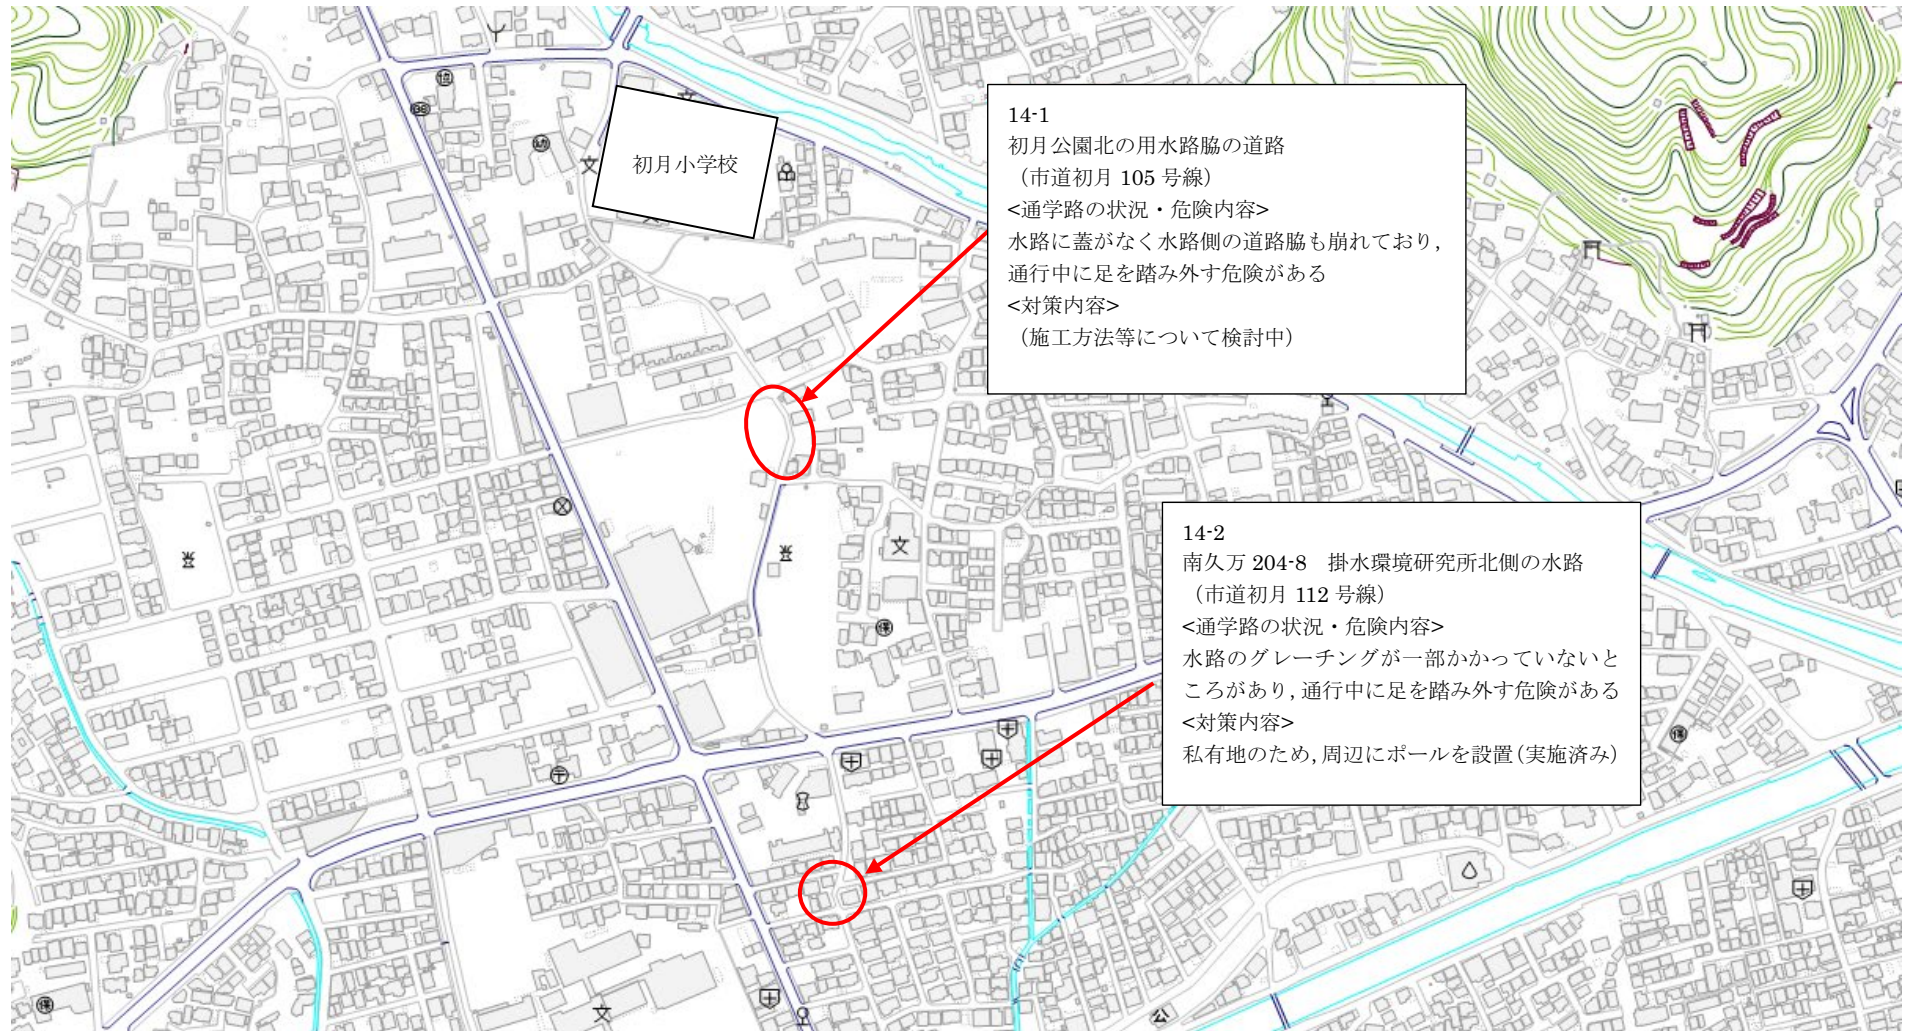 初月小学校
14-1
初月公園北の用水路脇の道路
（市道初月 105 号線）
<通学路の状況・危険内容>
水路に蓋がなく水路側の道路脇も崩れており，
通行中に足を踏み外す危険がある
<対策内容>
（施工方法等について検討中）
14-2
南久万 204-8　掛水環境研究所北側の水路
（市道初月 112 号線）
<通学路の状況・危険内容>
水路のグレーチングが一部かかっていないと
ころがあり，通行中に足を踏み外す危険がある
<対策内容>
私有地のため，周辺にポールを設置（実施済み）
文
文
文
公